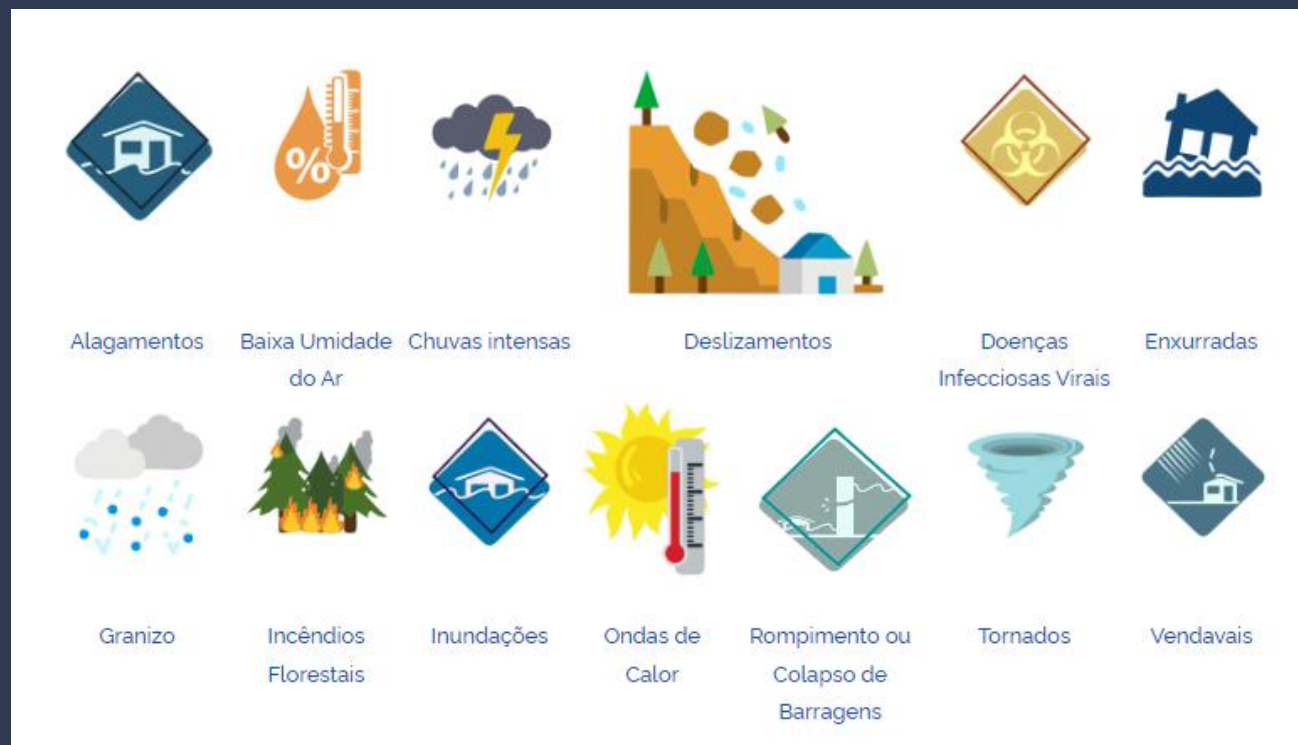 %
Alagamentos
Baixa Umidade
do Ar
Chuvas intensas
Deslizamentos
Doenças
Infecciosas Virais
Enxurradas
Granizo
Incêndios
Florestais
Inundações
Ondas de
Calor
Rompimento ou
Colapso de
Barragens
Tornados
Vendavais